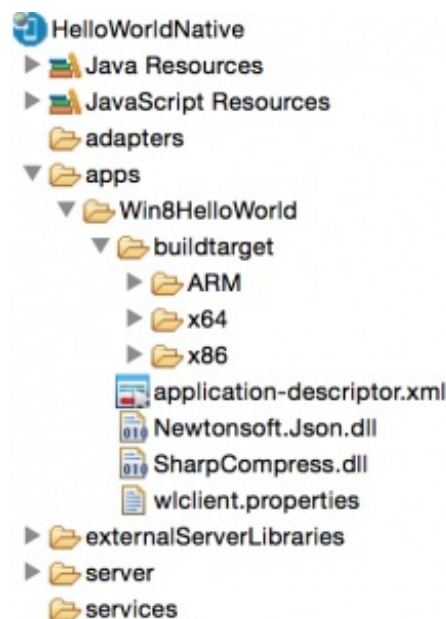 HelloWorldNative
Java Resources
JavaScript Resources
adapters
apps
Win8HelloWorld
buildtarget
ARM
x64
x86
application-descriptor.xml
Newtonsoft.Json.dll
SharpCompress.dll
wlclient.properties
externalServerLibraries
server
services